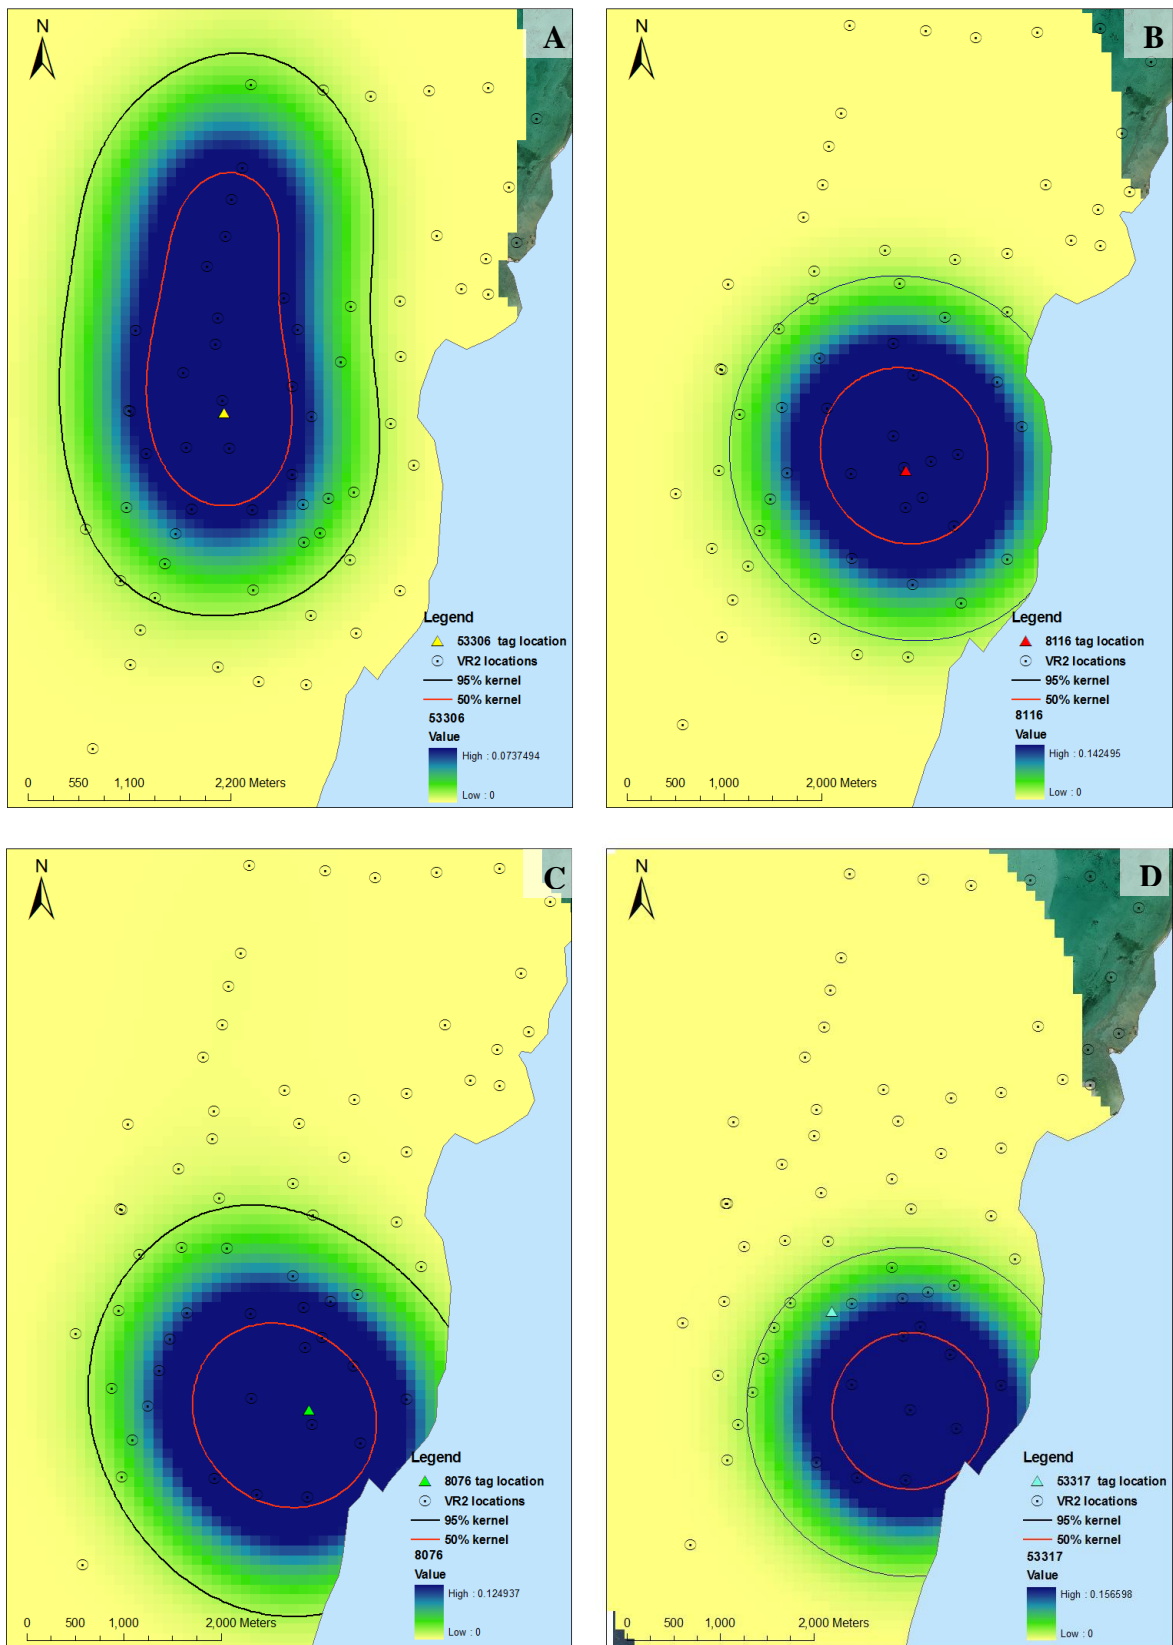 N
A
Legend
53306 tag location
VR2 locations
95% kernel
50% kernel
53306
Value
High : 0.0737494
Low : 0
0 550 1,100 2,200 Meters
N
B
Legend
8116 tag location
VR2 locations
95% kernel
50% kernel
8116
Value
High : 0.142495
Low : 0
0 500 1,000 2,000 Meters
N
C
Legend
8076 tag location
VR2 locations
95% kernel
50% kernel
8076
Value
High : 0.124937
Low : 0
0 500 1,000 2,000 Meters
N
D
Legend
53317 tag location
VR2 locations
95% kernel
50% kernel
53317
Value
High : 0.156598
Low : 0
0 500 1,000 2,000 Meters